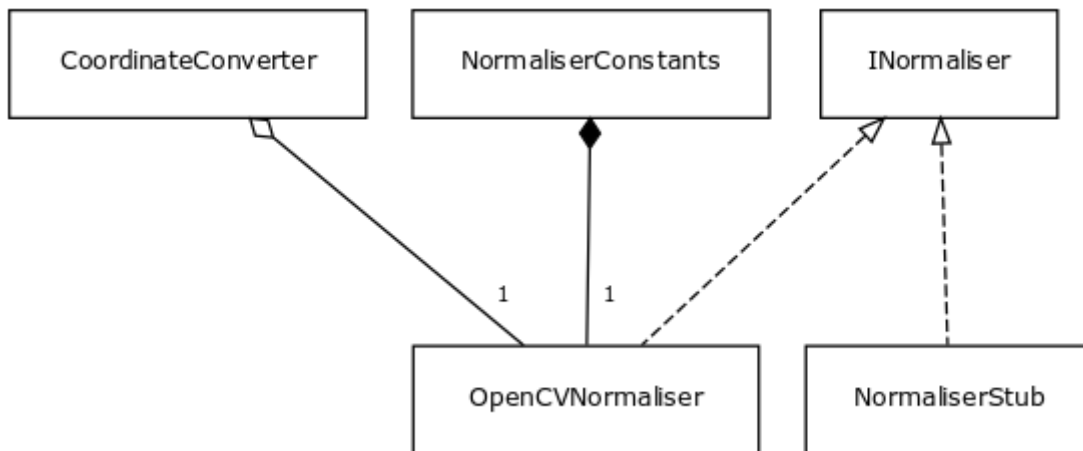 CoordinateConverter
NormaliserConstants
INormaliser
1
1
OpenCVNormaliser
NormaliserStub